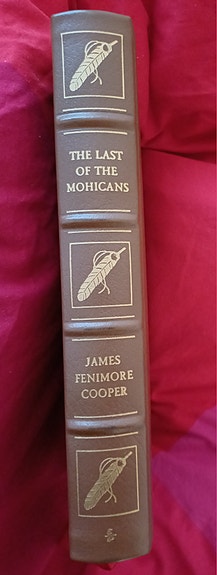 THE LAST
OF THE
MOHICANS
JAMES
FENIMORE
COOPER